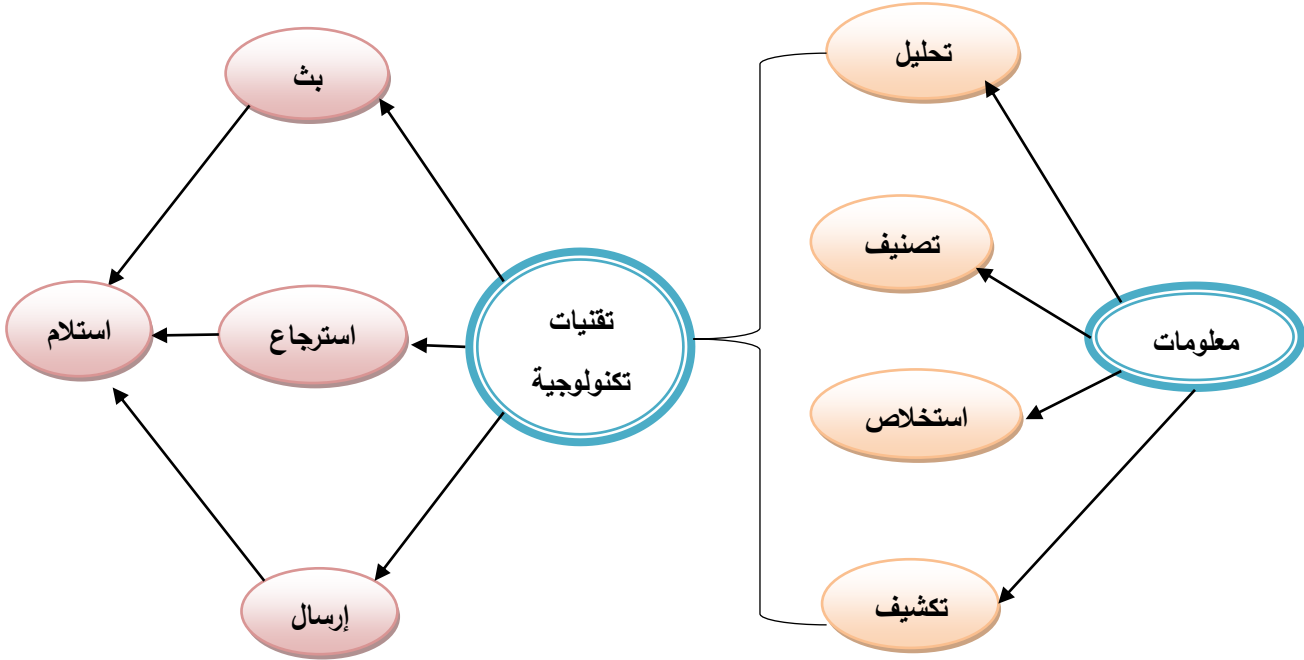 معلومات
تحليل
تصنيف
استخلاص
تكشيف
تقنيات
تكنولوجية
بث
استرجاع
إرسال
استلام